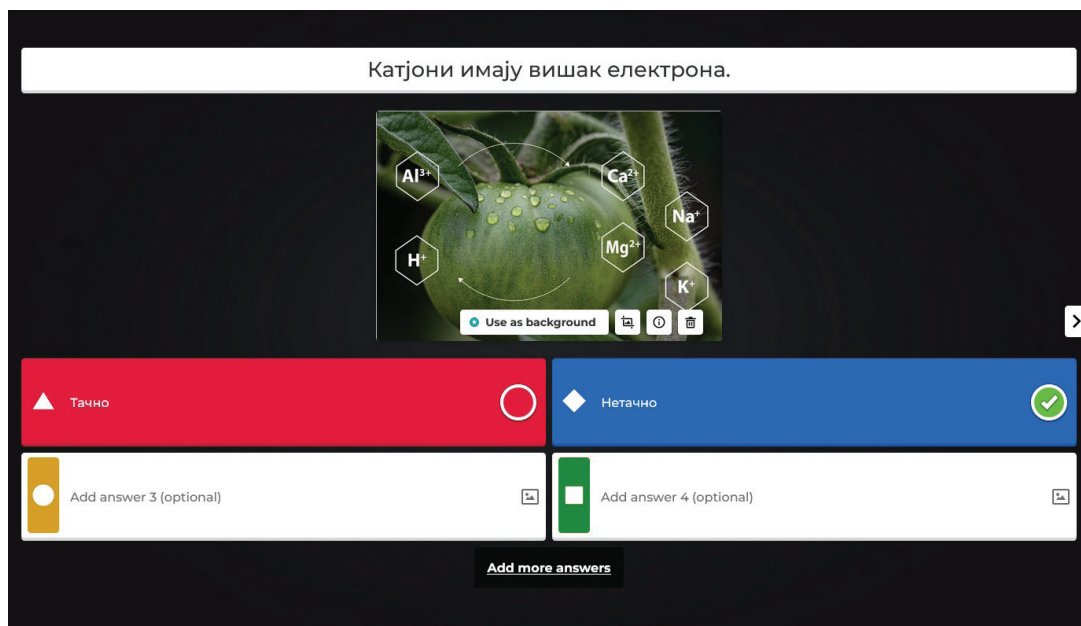 Катјони имају вишак електрона.
Al³⁺
Ca²⁺
Na⁺
H⁺
Mg²⁺
K⁺
Use as background
Тачно
Нетачно
Add answer 3 (optional)
Add answer 4 (optional)
Add more answers